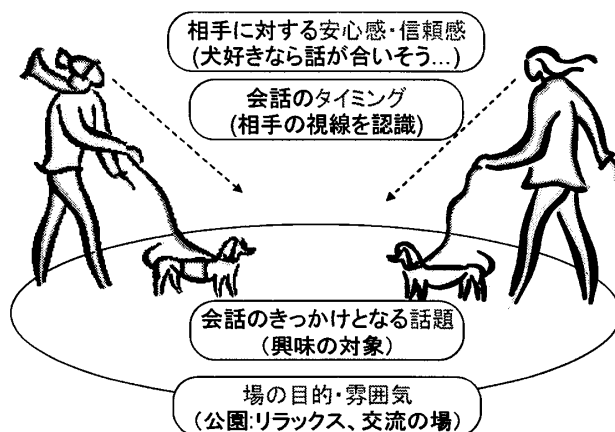 相手に対する安心感・信頼感
(犬好きなら話が合いそう…)
会話のタイミング
(相手の視線を認識)
会話のきっかけとなる話題
(興味の対象)
場の目的・雰囲気
(公園:リラックス、交流の場)